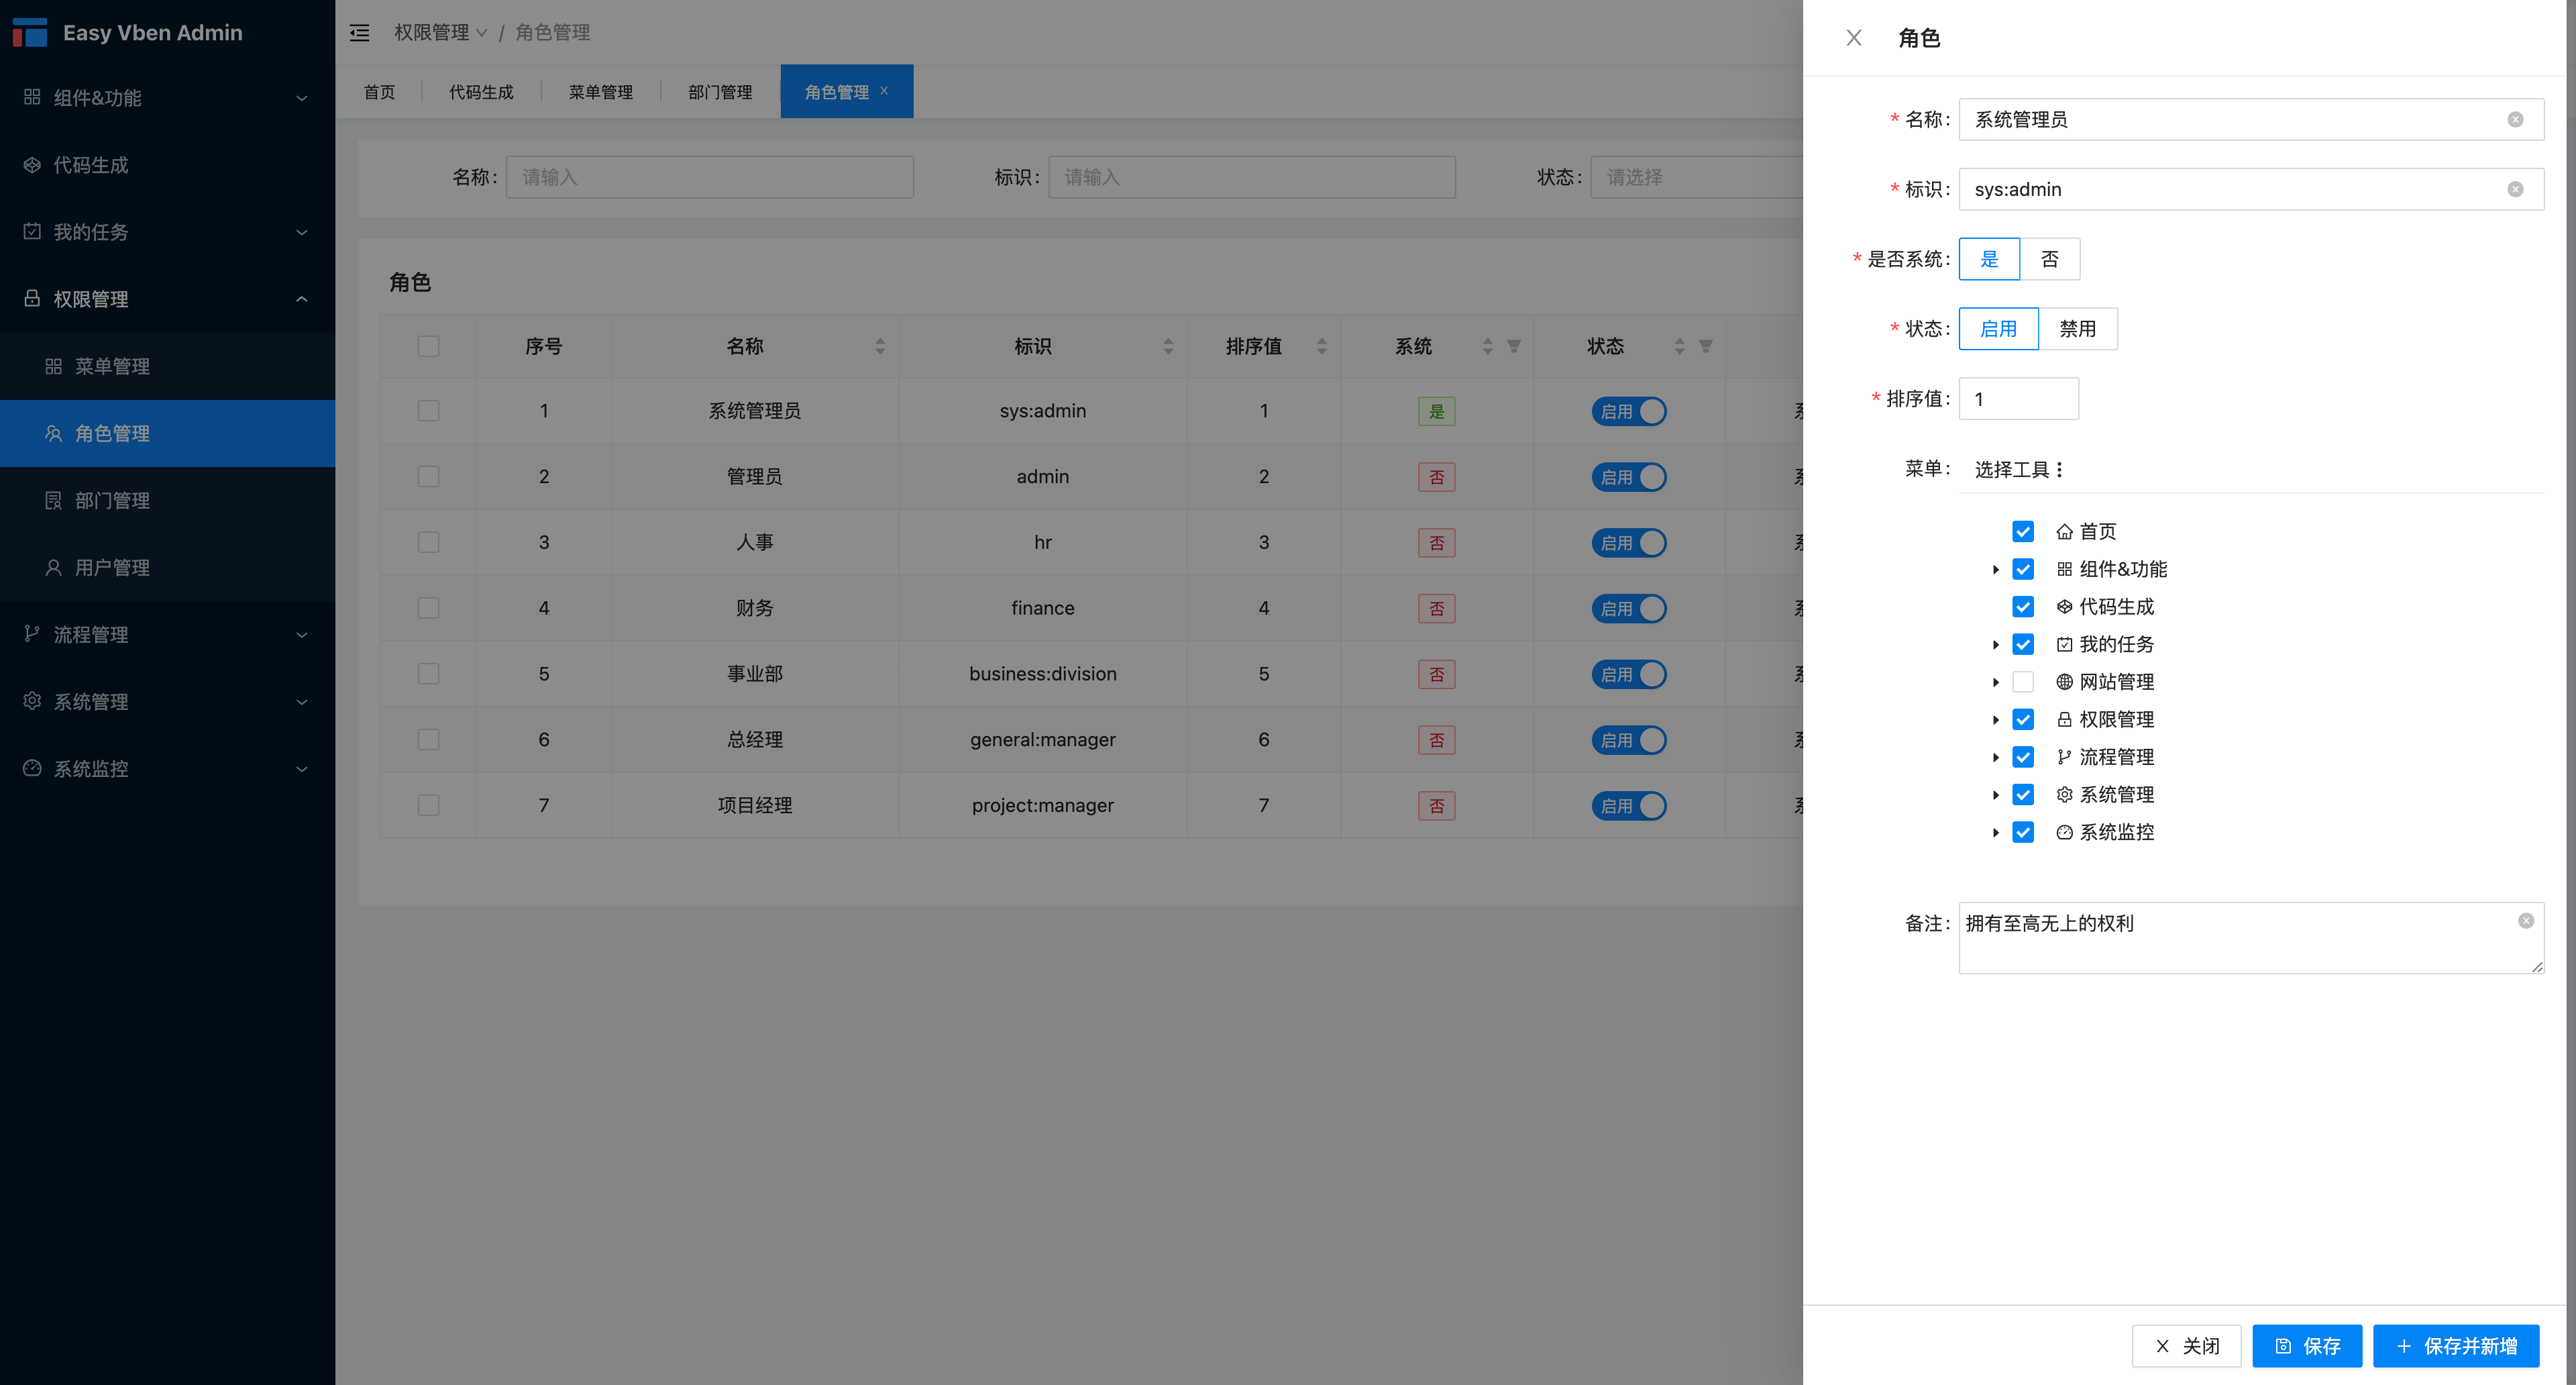 Easy Vben Admin
组件&功能
代码生成
我的任务
权限管理
菜单管理
角色管理
部门管理
用户管理
流程管理
系统管理
系统监控
权限管理 / 角色管理
首页 代码生成 菜单管理 部门管理 角色管理
名称: 请输入 标识: 请输入 状态: 请选择
角色
序号 名称 标识 排序值 系统 状态
1 系统管理员 sys:admin 1 是 启用
2 管理员 admin 2 否 启用
3 人事 hr 3 否 启用
4 财务 finance 4 否 启用
5 事业部 business:division 5 否 启用
6 总经理 general:manager 6 否 启用
7 项目经理 project:manager 7 否 启用
角色
* 名称: 系统管理员
* 标识: sys:admin
* 是否系统: 是 否
* 状态: 启用 禁用
* 排序值: 1
菜单: 选择工具
首页
组件&功能
代码生成
我的任务
网站管理
权限管理
流程管理
系统管理
系统监控
备注: 拥有至高无上的权利
关闭 保存 保存并新增